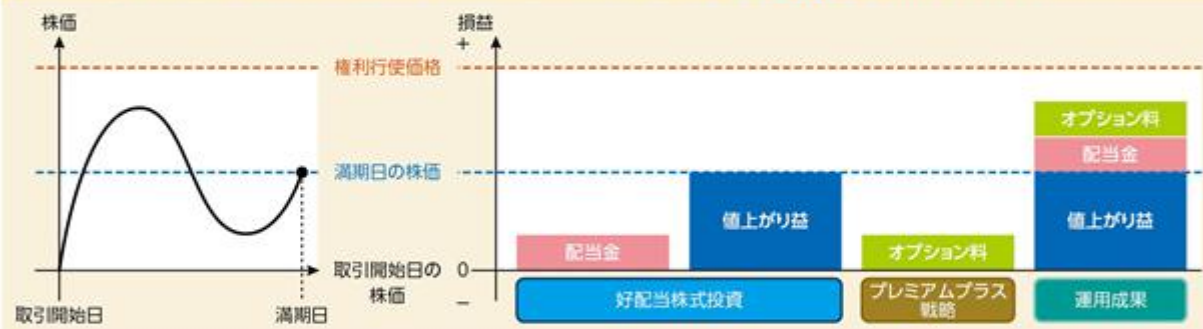 株価
権利行使価格
満期日の株価
取引開始日の
株価
取引開始日
満期日
損益
+
0
−
配当金
値上がり益
オプション料
オプション料
配当金
値上がり益
好配当株式投資
プレミアムプラス
戦略
運用成果